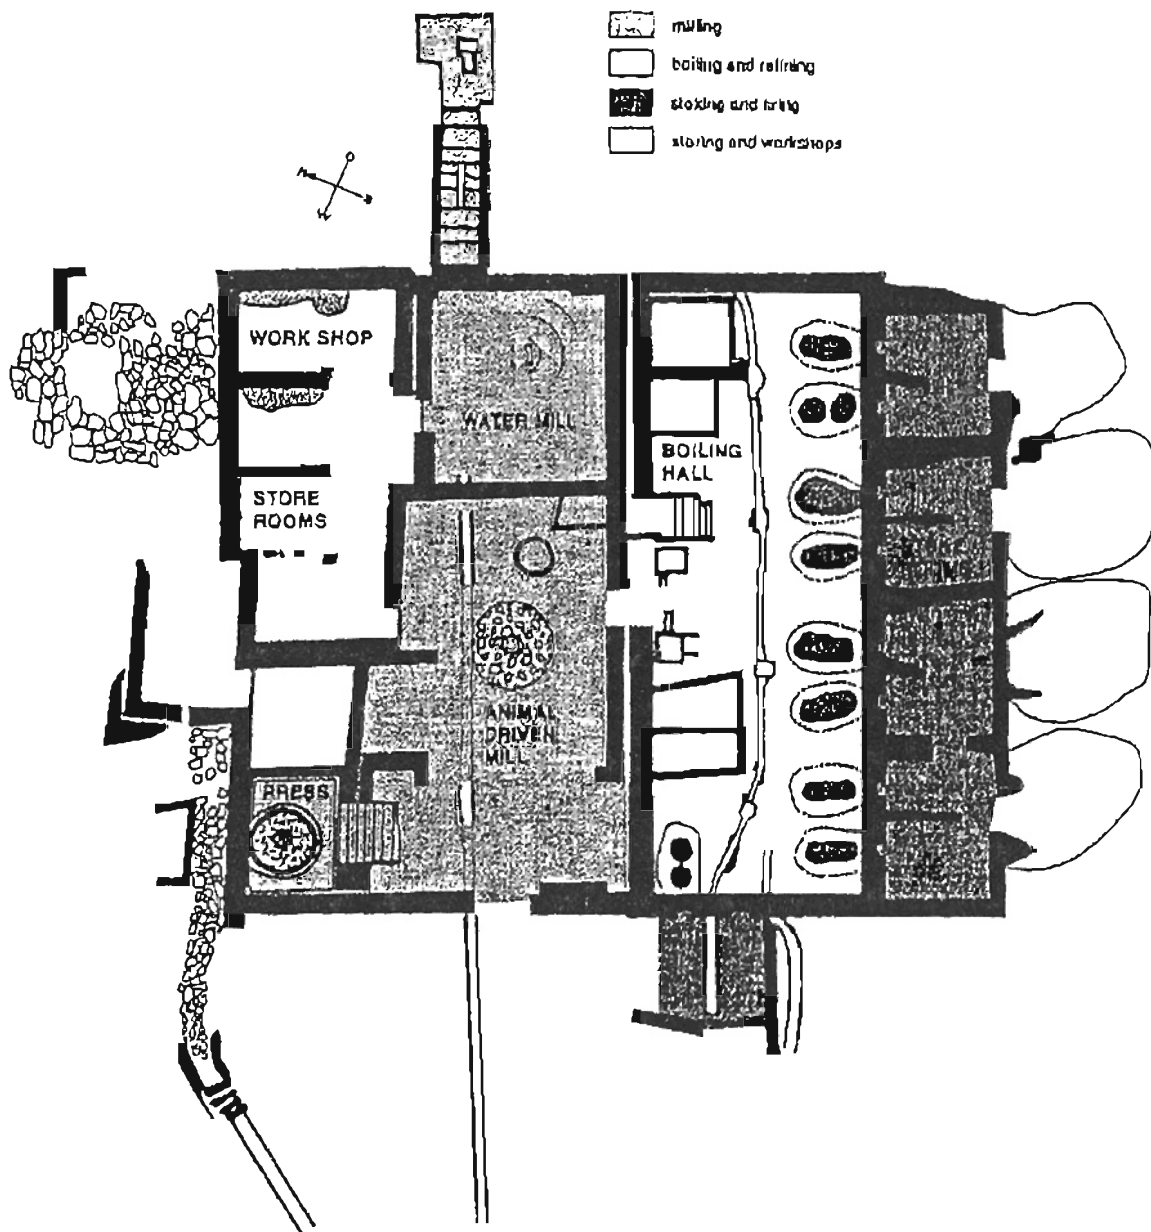 milling
boiling and refining
stoking and firing
storing and workshops
WORK SHOP
WATER MILL
BOILING
HALL
STORE
ROOMS
ANIMAL
DRIVEN
MILL
PRESS